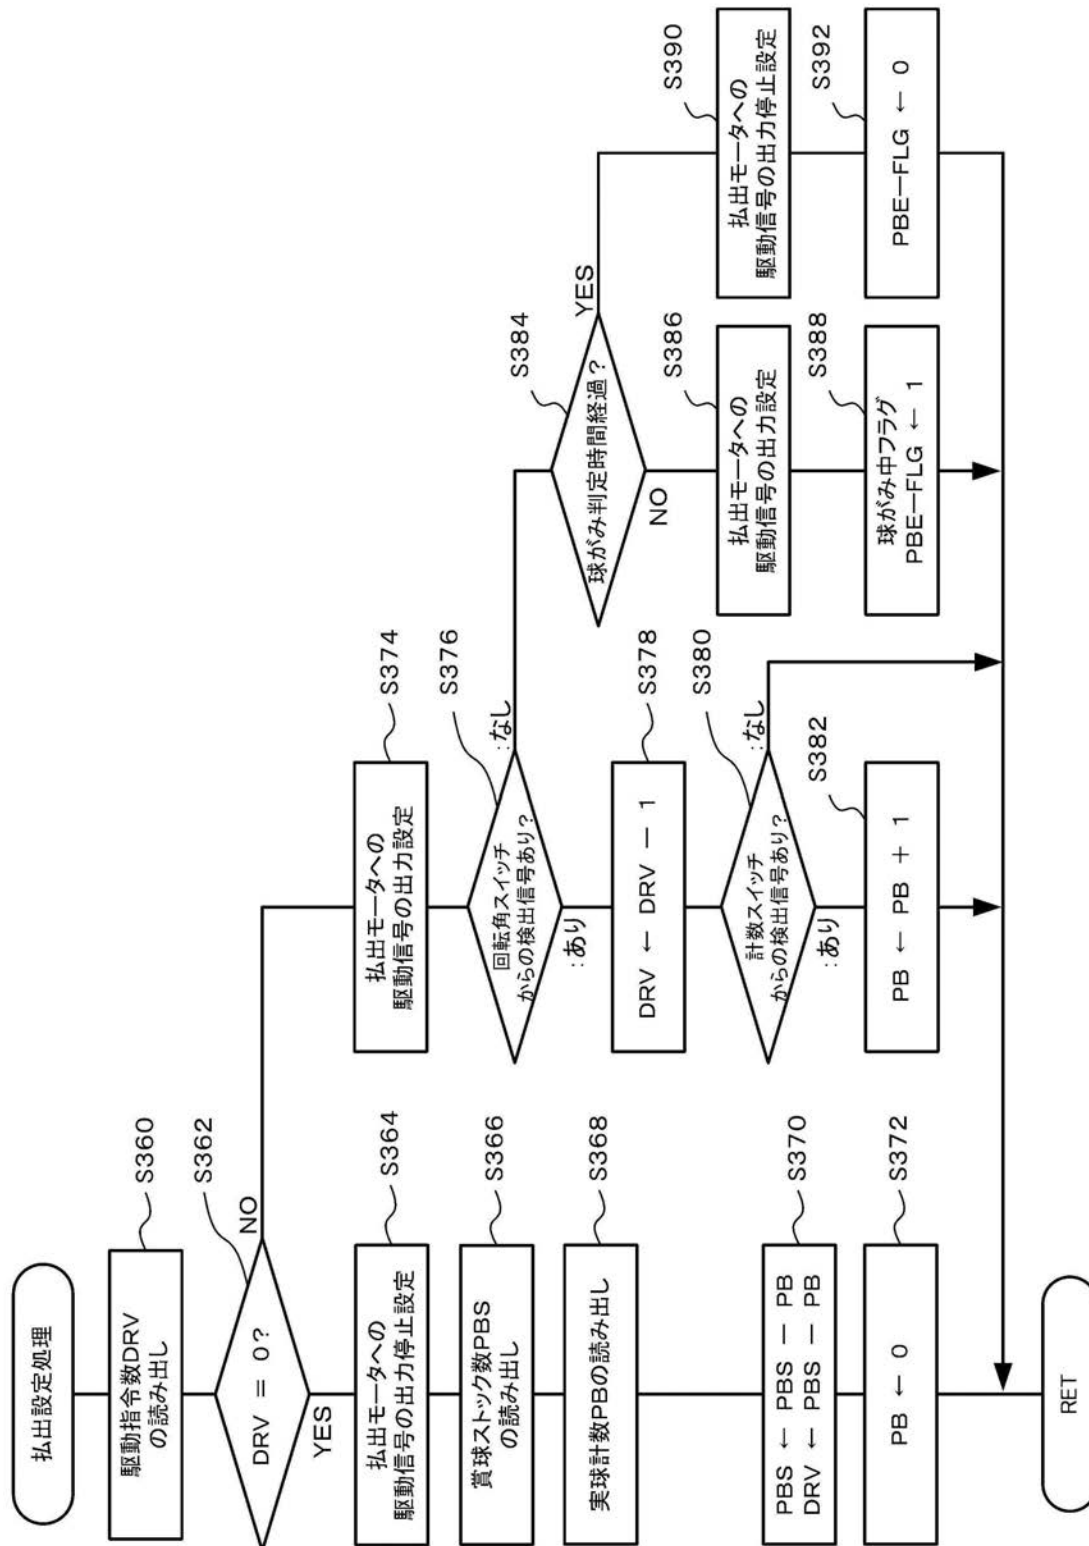 払出設定処理
駆動指令数DRV
の読み出し
S360
DRV = 0?
S362
NO
YES
払出モータへの
駆動信号の出力停止設定
S364
賞球ストック数PBS
の読み出し
S366
実球計数PBの読み出し
S368
PBS ← PBS － PB
DRV ← PBS － PB
S370
PB ← 0
S372
RET
払出モータへの
駆動信号の出力設定
S374
回転角スイッチ
からの検出信号あり？
S376
:なし
:あり
DRV ← DRV － 1
S378
計数スイッチ
からの検出信号あり？
S380
:なし
:あり
PB ← PB + 1
S382
球がみ判定時間経過？
S384
YES
NO
払出モータへの
駆動信号の出力設定
S386
球がみ中フラグ
PBE－FLG ← 1
S388
払出モータへの
駆動信号の出力停止設定
S390
PBE－FLG ← 0
S392